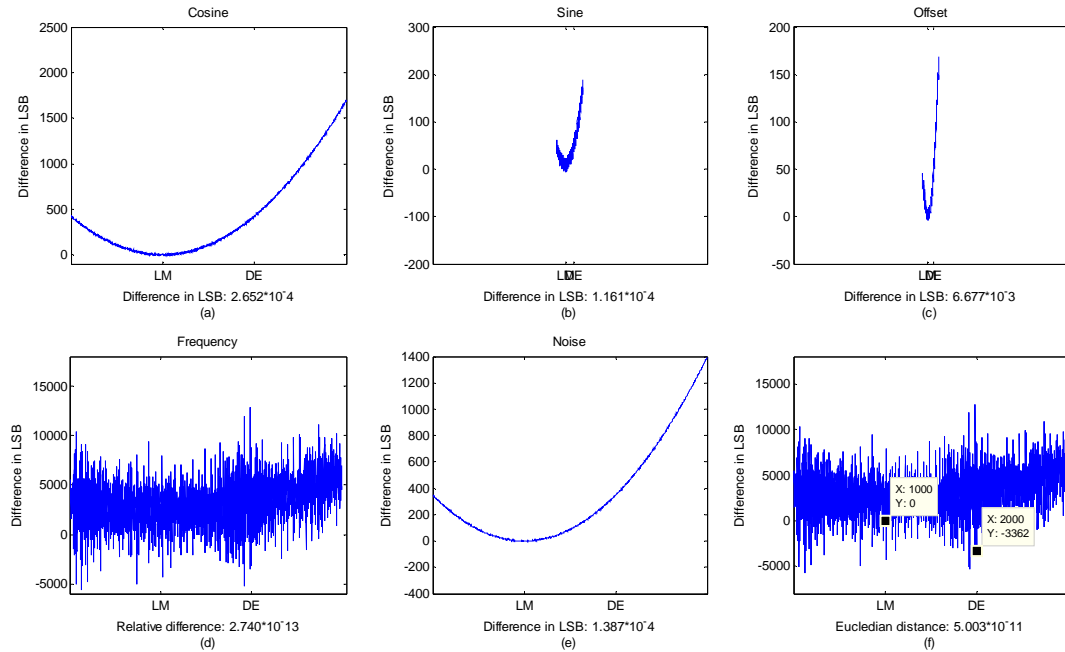 Cosine
Difference in LSB
2500
2000
1500
1000
500
0
LM DE
Difference in LSB: 2.652*10⁻4
(a)
Sine
Difference in LSB
300
200
100
0
-100
-200
LM DE
Difference in LSB: 1.161*10⁻4
(b)
Offset
Difference in LSB
200
150
100
50
0
-50
LM DE
Difference in LSB: 6.677*10⁻3
(c)
Frequency
Difference in LSB
15000
10000
5000
0
-5000
LM DE
Relative difference: 2.740*10⁻13
(d)
Noise
Difference in LSB
1400
1200
1000
800
600
400
200
0
-200
-400
LM DE
Difference in LSB: 1.387*10⁻4
(e)
Difference in LSB
15000
10000
5000
0
-5000
X: 1000
Y: 0
X: 2000
Y: -3362
LM DE
Eucledian distance: 5.003*10⁻11
(f)